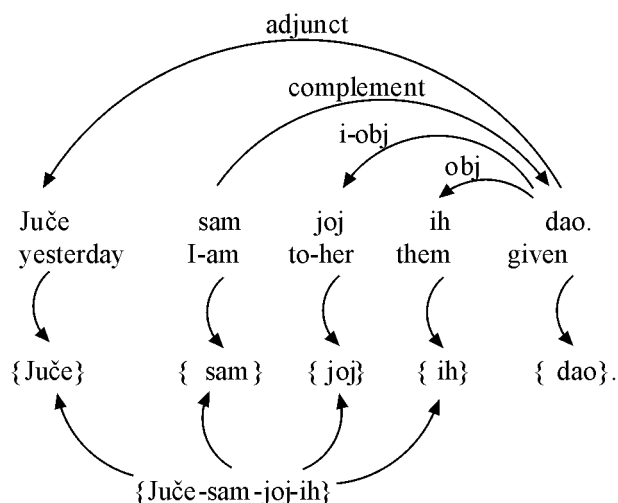 adjunct
complement
i-obj
obj
Juče sam joj ih dao.
yesterday I-am to-her them given
{Juče} { sam } { joj} { ih} { dao}.
{Juče-sam-joj-ih}